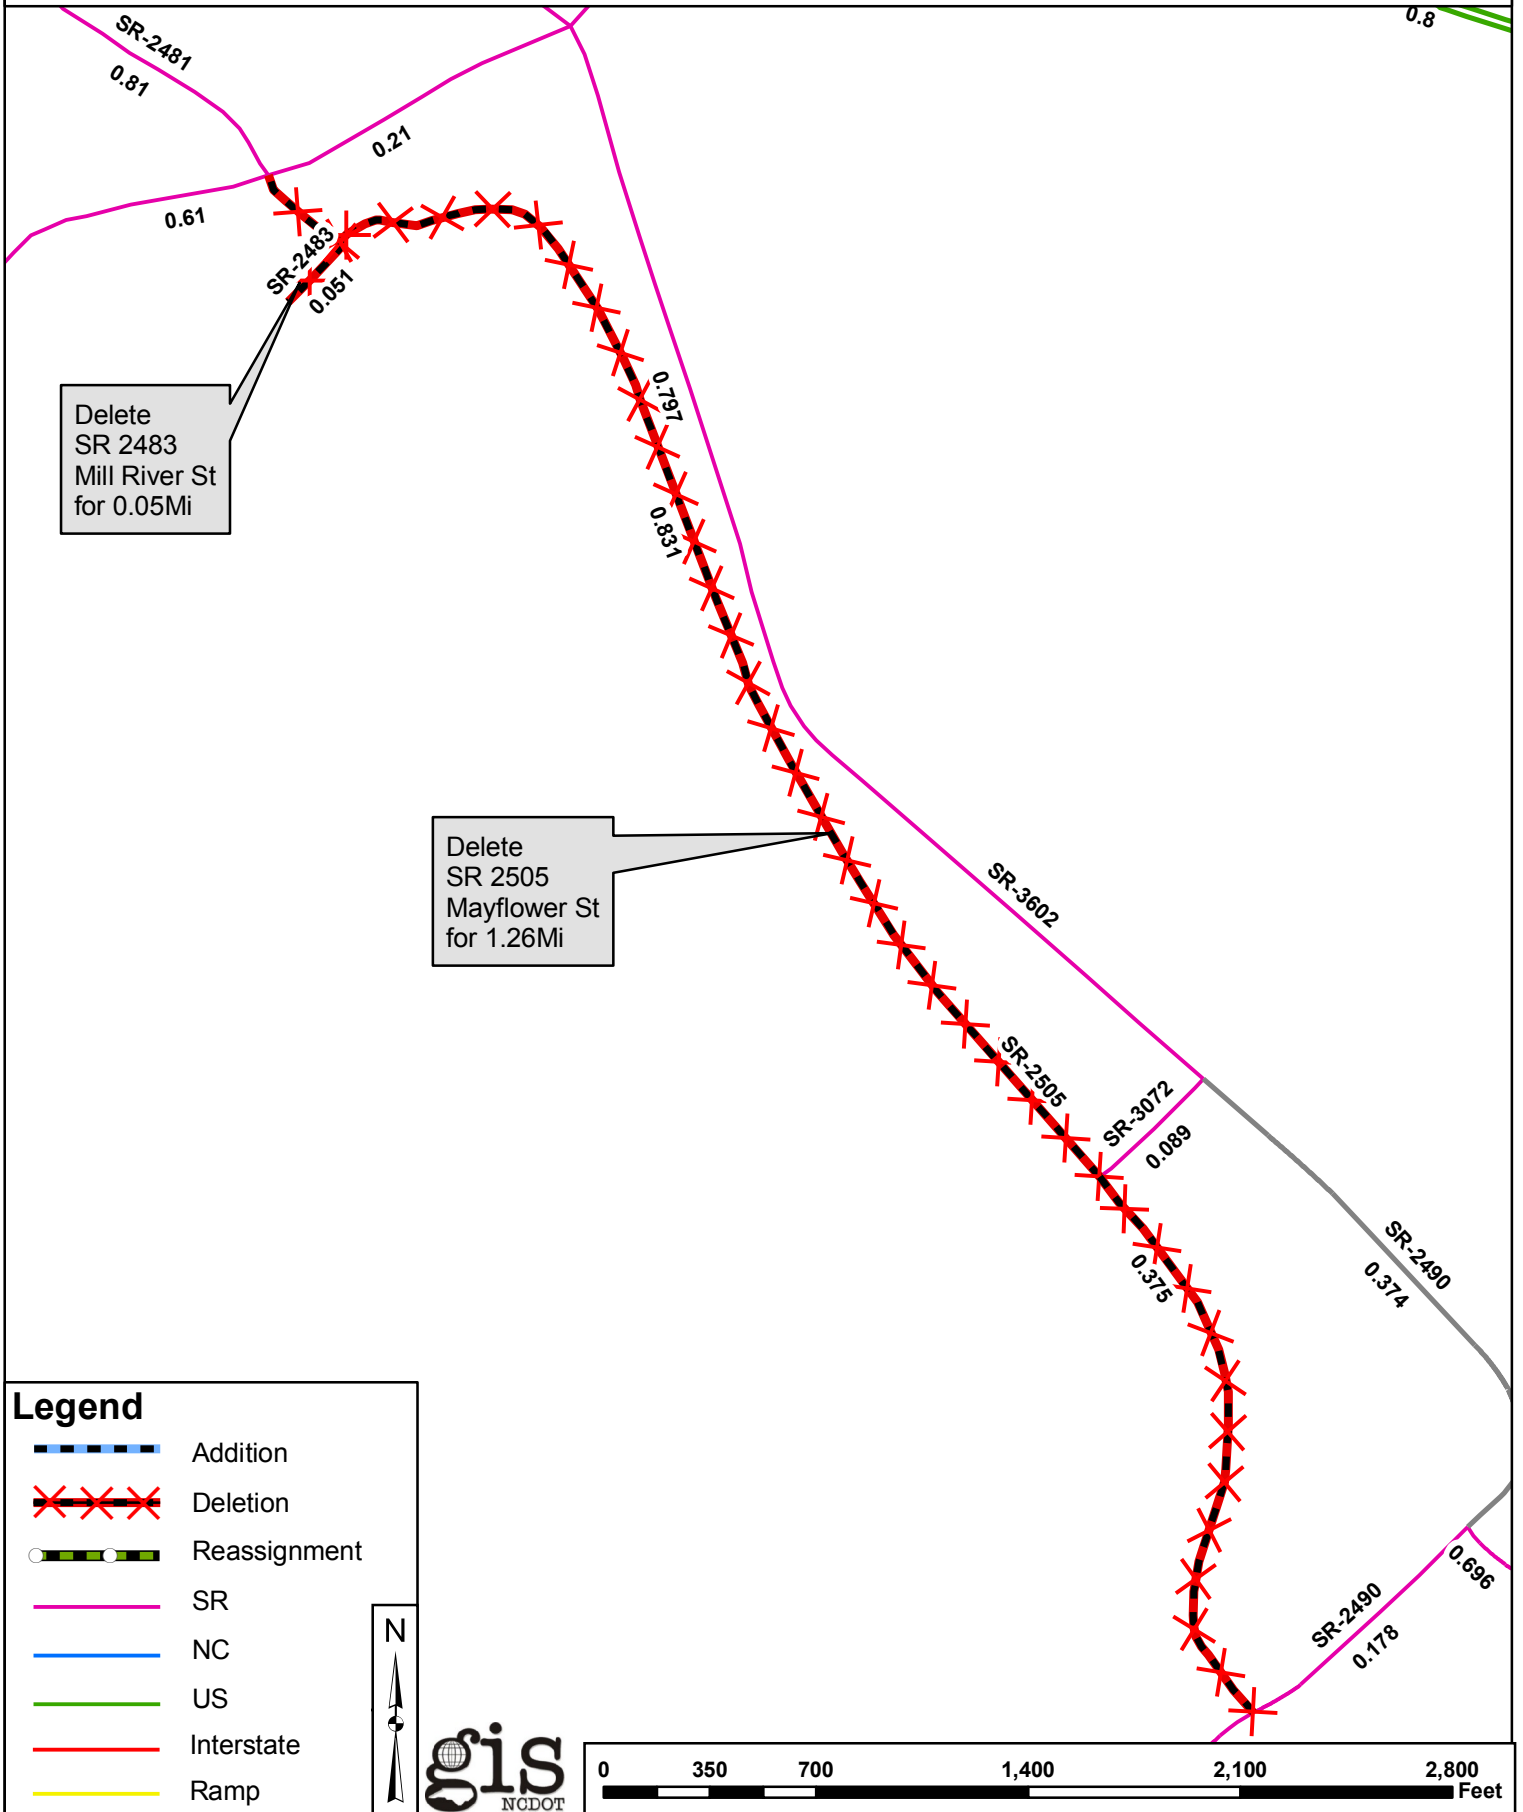 0.8
SR-2481
0.81
0.21
0.61
SR-2483
0.051
Delete
SR 2483
Mill River St
for 0.05Mi
0.797
0.831
Delete
SR 2505
Mayflower St
for 1.26Mi
SR-3602
SR-2505
SR-3072
0.089
SR-2490
0.374
0.375
0.696
SR-2490
0.178
Legend
Addition
Deletion
Reassignment
SR
NC
US
Interstate
Ramp
N
gis
NCDOT
0 350 700 1,400 2,100 2,800
Feet